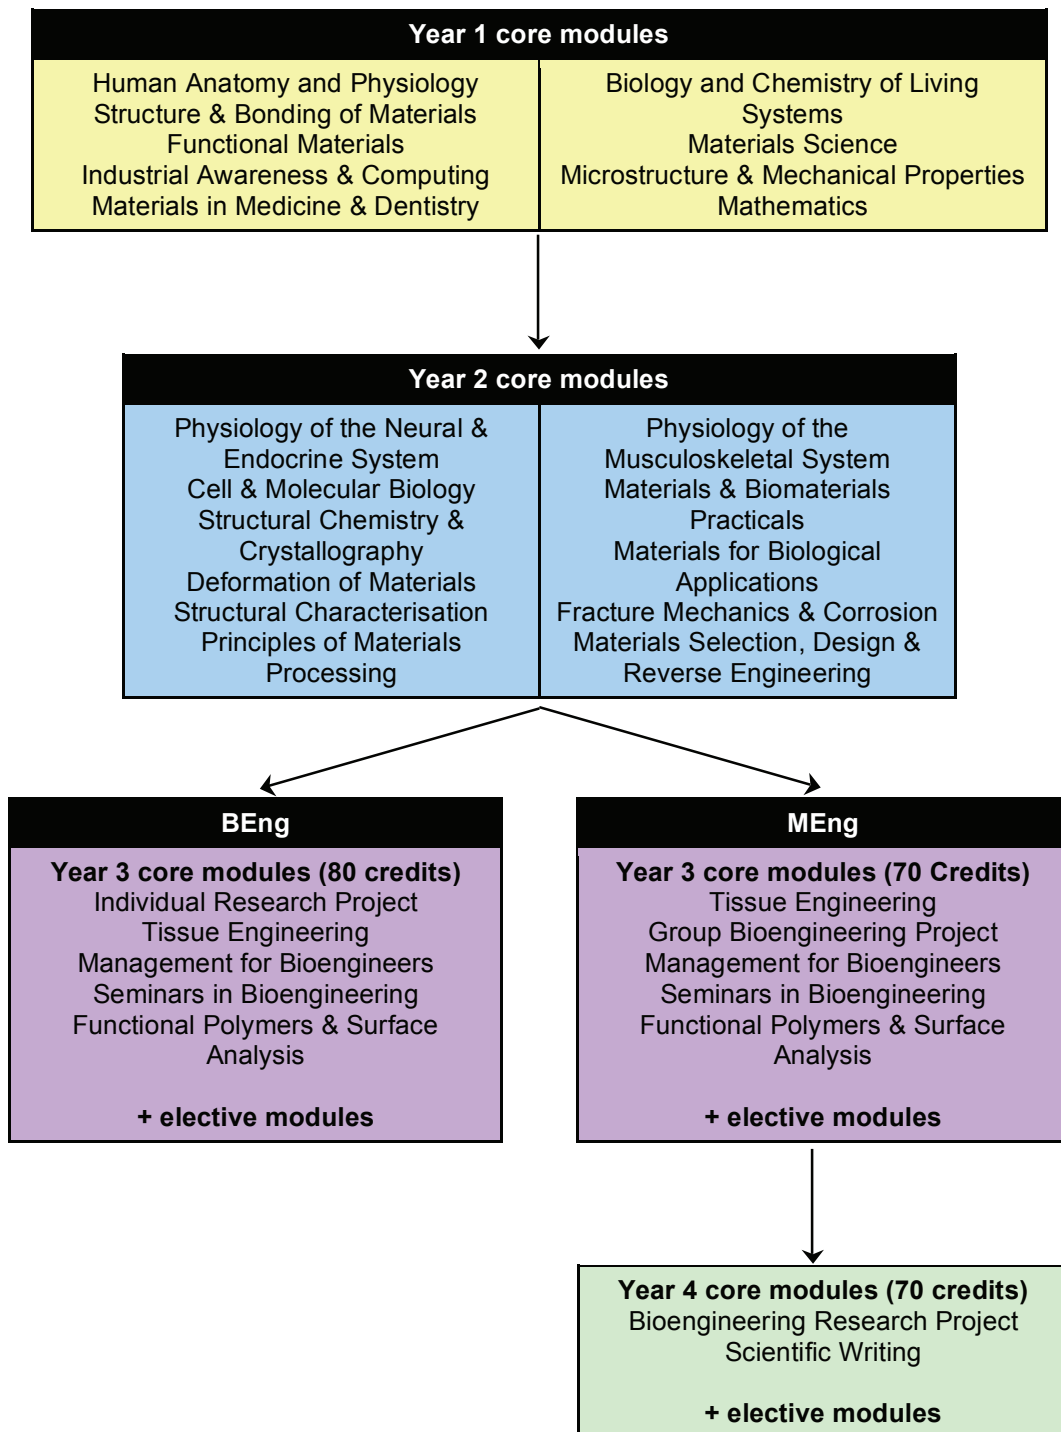 Year 1 core modules
Human Anatomy and Physiology
Structure & Bonding of Materials
Functional Materials
Industrial Awareness & Computing
Materials in Medicine & Dentistry
Biology and Chemistry of Living
Systems
Materials Science
Microstructure & Mechanical Properties
Mathematics
Year 2 core modules
Physiology of the Neural &
Endocrine System
Cell & Molecular Biology
Structural Chemistry &
Crystallography
Deformation of Materials
Structural Characterisation
Principles of Materials
Processing
Physiology of the
Musculoskeletal System
Materials & Biomaterials
Practicals
Materials for Biological
Applications
Fracture Mechanics & Corrosion
Materials Selection, Design &
Reverse Engineering
BEng
Year 3 core modules (80 credits)
Individual Research Project
Tissue Engineering
Management for Bioengineers
Seminars in Bioengineering
Functional Polymers & Surface
Analysis
+ elective modules
MEng
Year 3 core modules (70 Credits)
Tissue Engineering
Group Bioengineering Project
Management for Bioengineers
Seminars in Bioengineering
Functional Polymers & Surface
Analysis
+ elective modules
Year 4 core modules (70 credits)
Bioengineering Research Project
Scientific Writing
+ elective modules